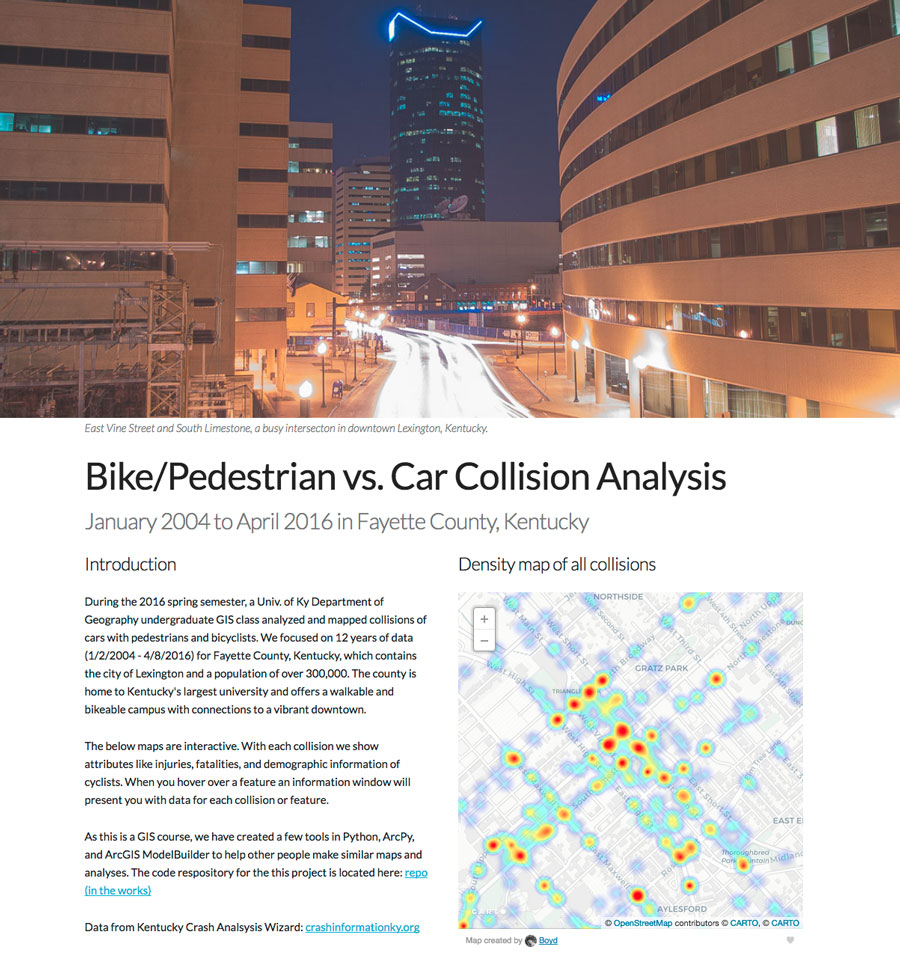 East Vine Street and South Limestone, a busy intersecton in downtown Lexington, Kentucky.
Bike/Pedestrian vs. Car Collision Analysis
January 2004 to April 2016 in Fayette County, Kentucky
Introduction
During the 2016 spring semester, a Univ. of Ky Department of
Geography undergraduate GIS class analyzed and mapped collisions of
cars with pedestrians and bicyclists. We focused on 12 years of data
(1/2/2004 - 4/8/2016) for Fayette County, Kentucky, which contains
the city of Lexington and a population of over 300,000. The county is
home to Kentucky's largest university and offers a walkable and
bikeable campus with connections to a vibrant downtown.
The below maps are interactive. With each collision we show
attributes like injuries, fatalities, and demographic information of
cyclists. When you hover over a feature an information window will
present you with data for each collision or feature.
As this is a GIS course, we have created a few tools in Python, ArcPy,
and ArcGIS ModelBuilder to help other people make similar maps and
analyses. The code respository for the this project is located here: repo
(in the works)
Data from Kentucky Crash Analsysis Wizard: crashinformationky.org
Density map of all collisions
+
−
NORTHSIDE
GRATZ PARK
West High St
East Short St
AYLESFORD
© OpenStreetMap contributors © CARTO, © CARTO
Map created by Boyd